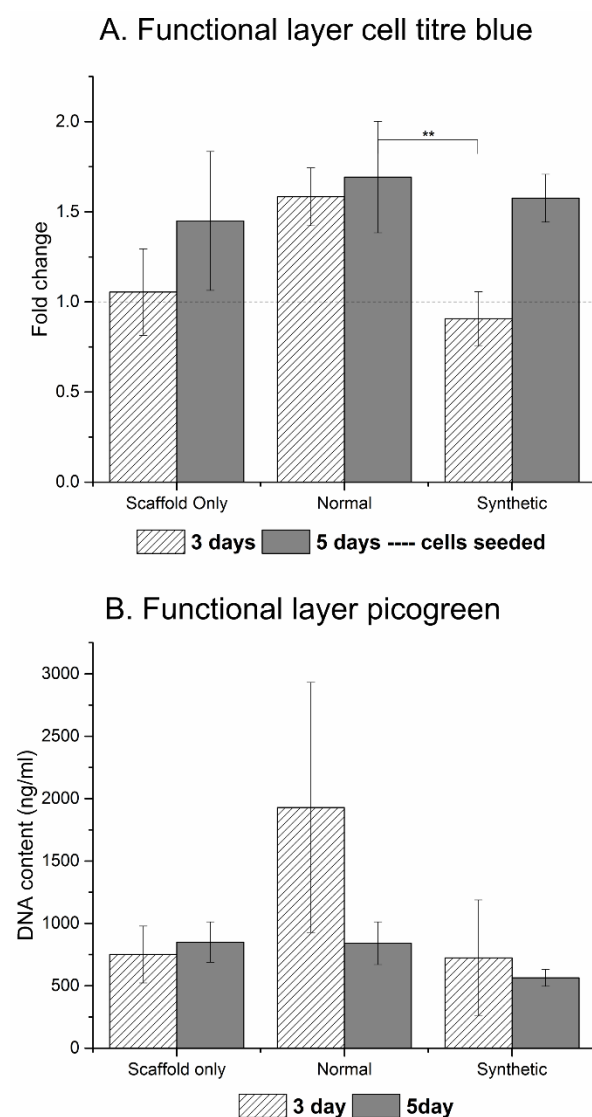 A. Functional layer cell titre blue
Fold change
2.0
1.5
1.0
0.5
0.0
**
Scaffold Only Normal Synthetic
3 days 5 days ---- cells seeded
B. Functional layer picogreen
DNA content (ng/ml)
3000
2500
2000
1500
1000
500
0
Scaffold only Normal Synthetic
3 day 5day